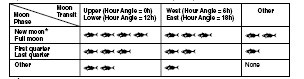 Moon Transit
Moon Phase
Upper (Hour Angle = 0h)
Lower (Hour Angle = 12h)
West (Hour Angle = 6h)
East (Hour Angle = 18h)
Other
New moon*
Full moon
First quarter
Last quarter
Other
None